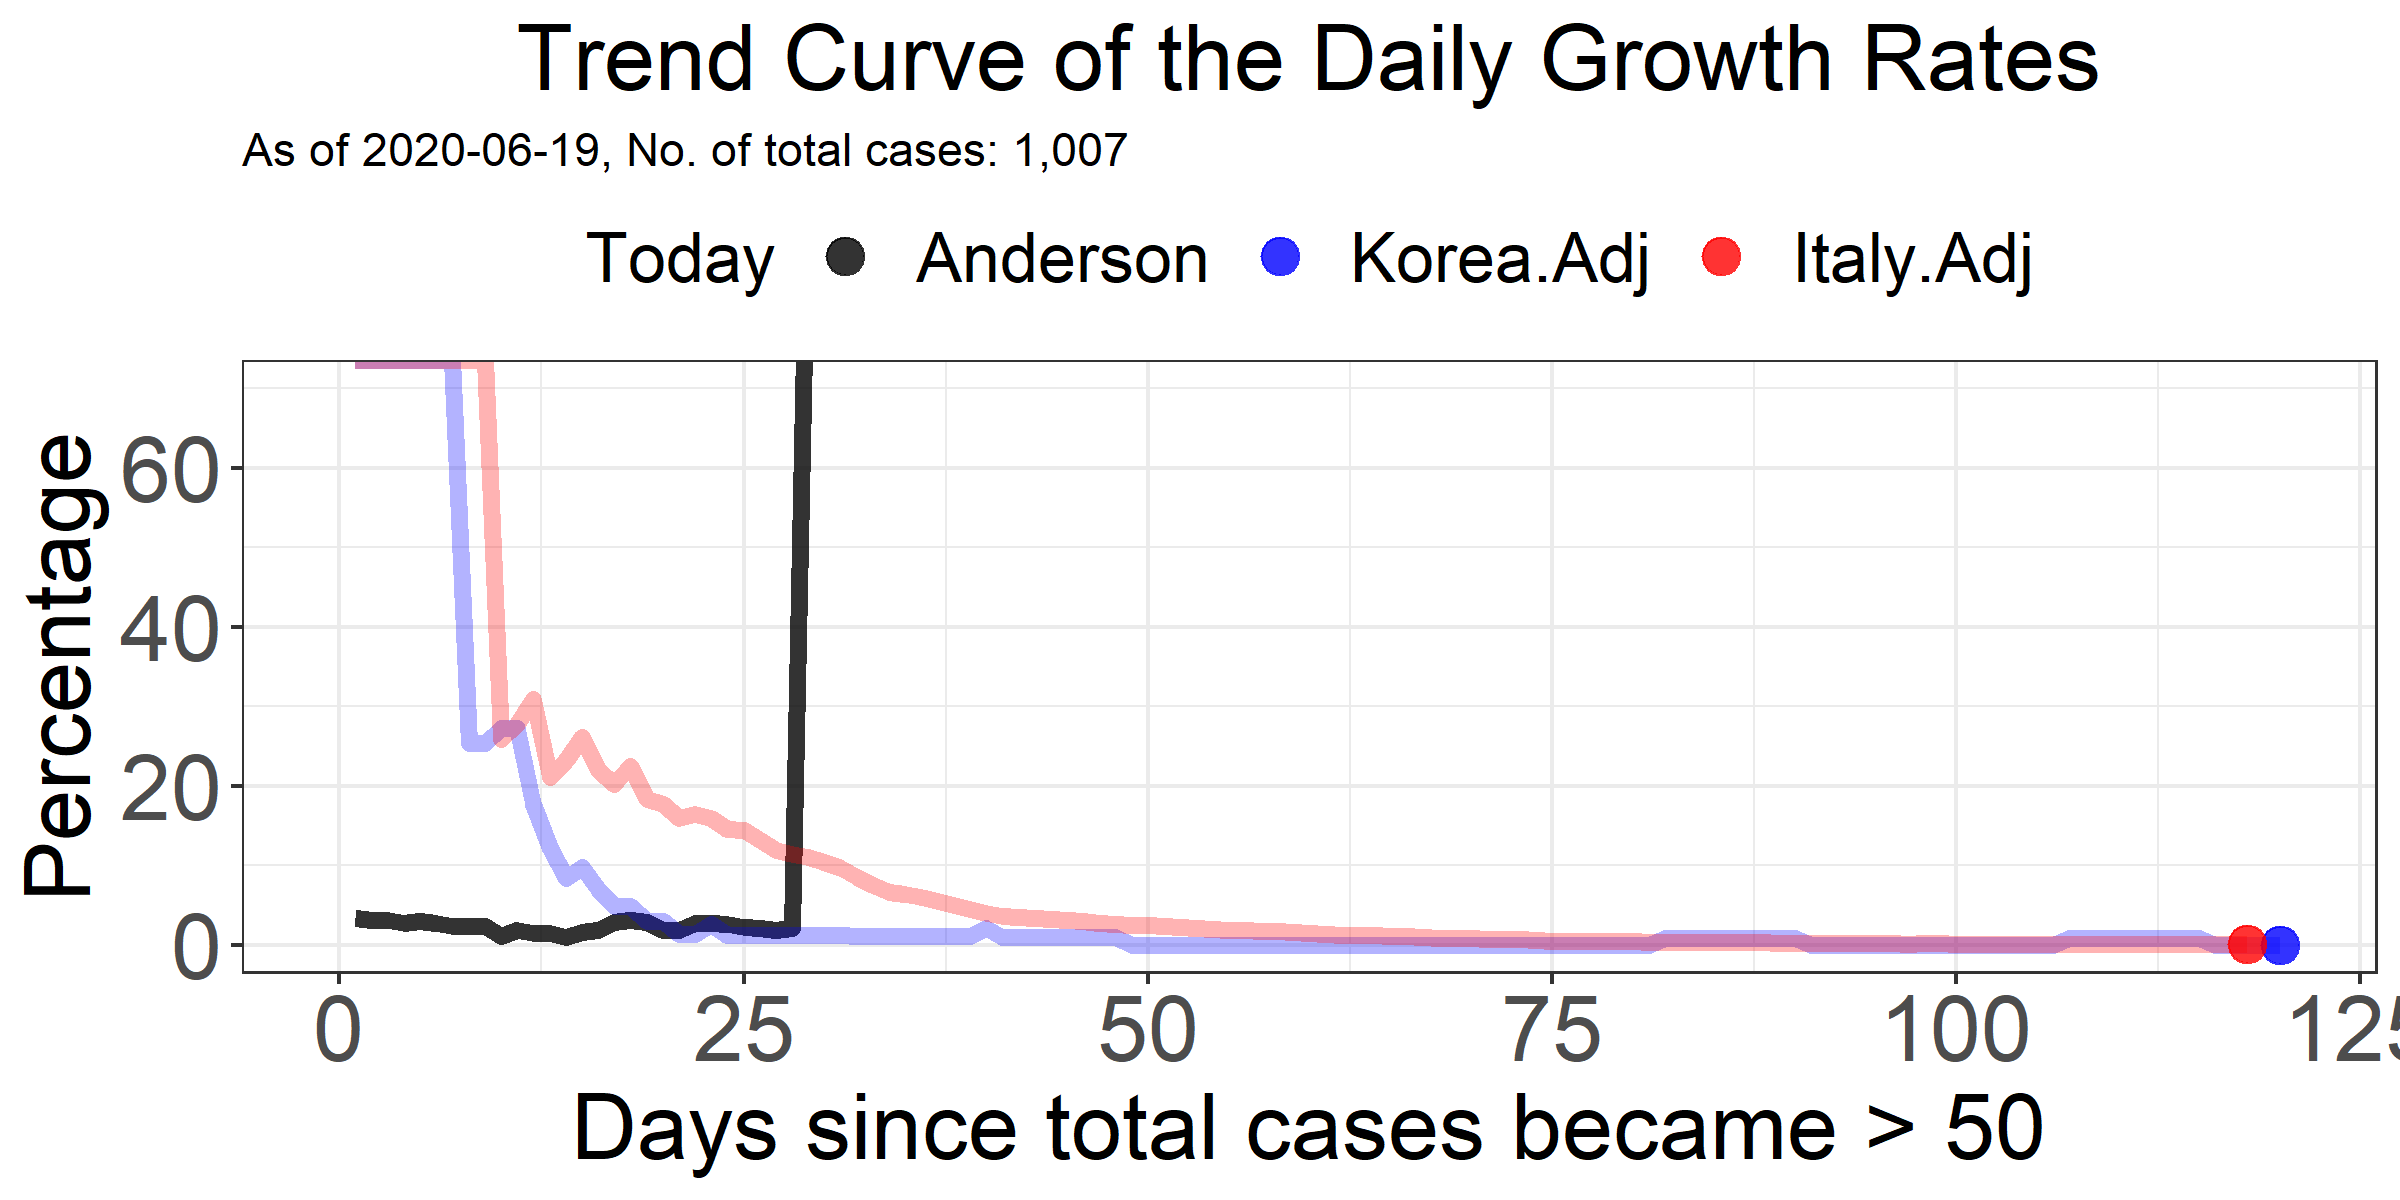 Trend Curve of the Daily Growth Rates
As of 2020-06-19, No. of total cases: 1,007
Today Anderson Korea.Adj Italy.Adj
Percentage
60
40
20
0
0 25 50 75 100 125
Days since total cases became > 50